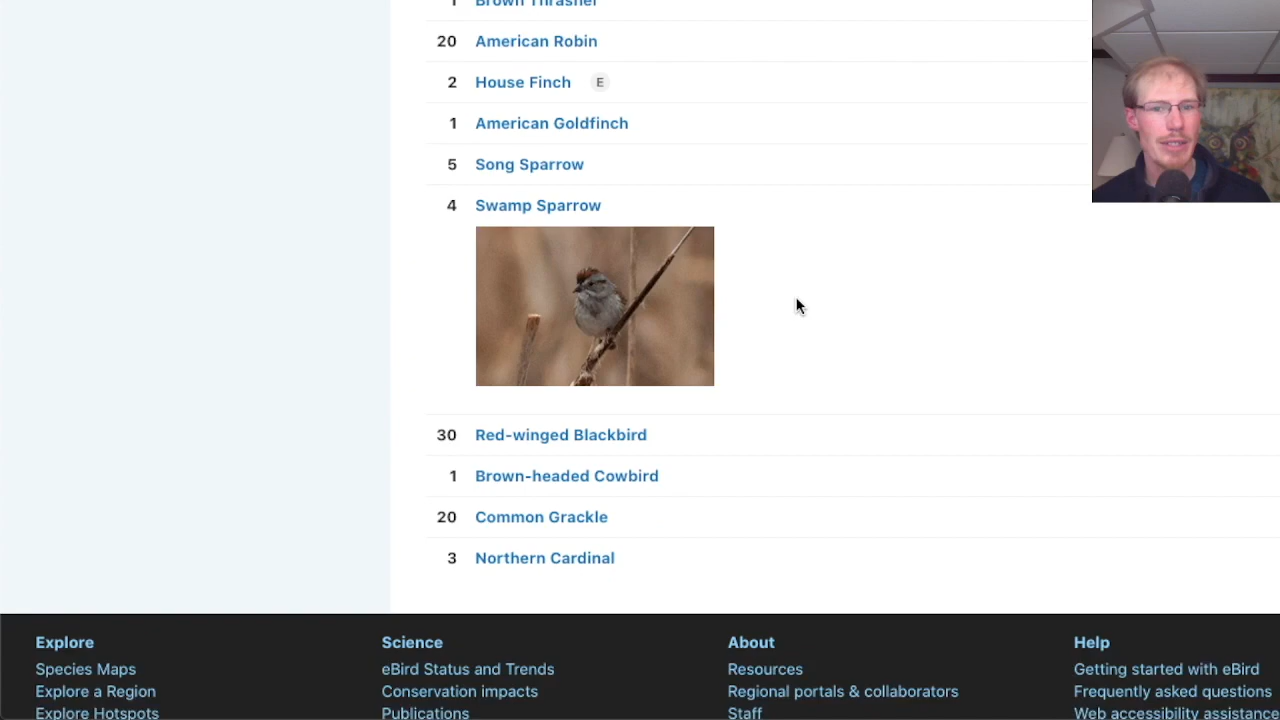 1 Brown Thrasher
20 American Robin
2 House Finch E
1 American Goldfinch
5 Song Sparrow
4 Swamp Sparrow
30 Red-winged Blackbird
1 Brown-headed Cowbird
20 Common Grackle
3 Northern Cardinal
Explore Science About Help
Species Maps eBird Status and Trends Resources Getting started with eBird
Explore a Region Conservation impacts Regional portals & collaborators Frequently asked questions
Explore Hotspots Publications Staff Web accessibility assistance